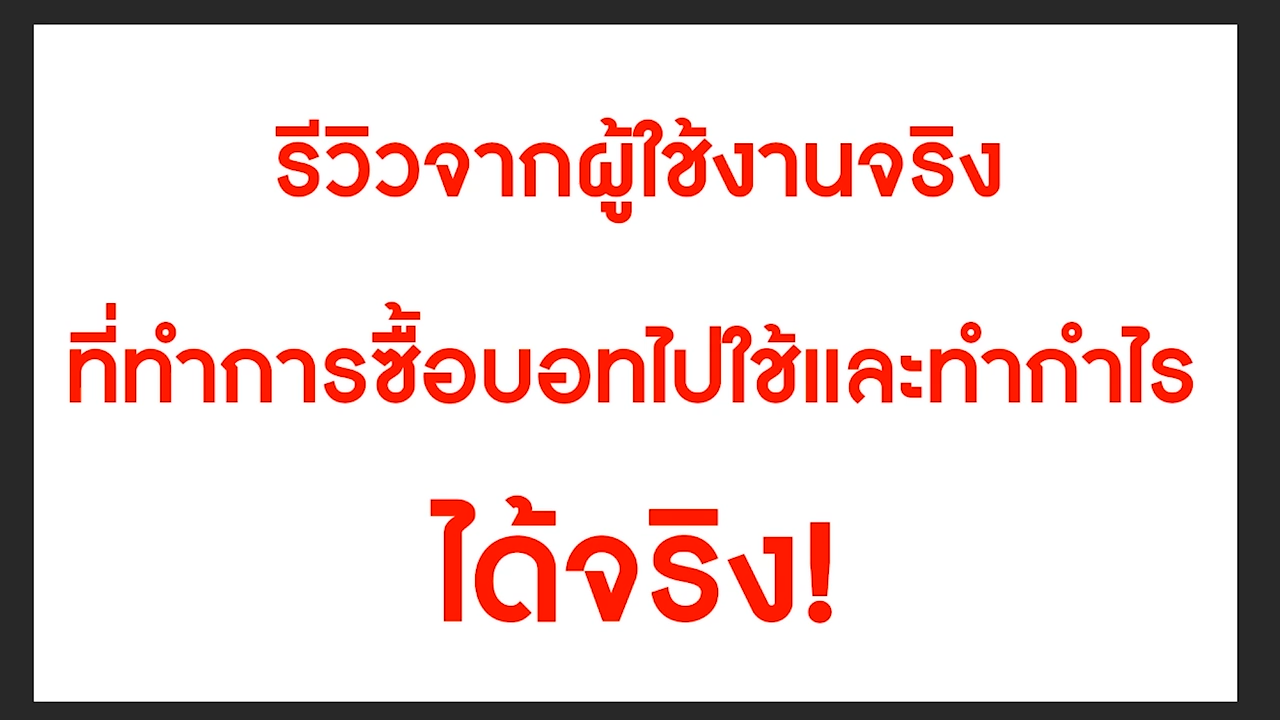 รีวิวจากผู้ใช้งานจริง
ที่ทำการซื้อบอทไปใช้และทำกำไร
ได้จริง!